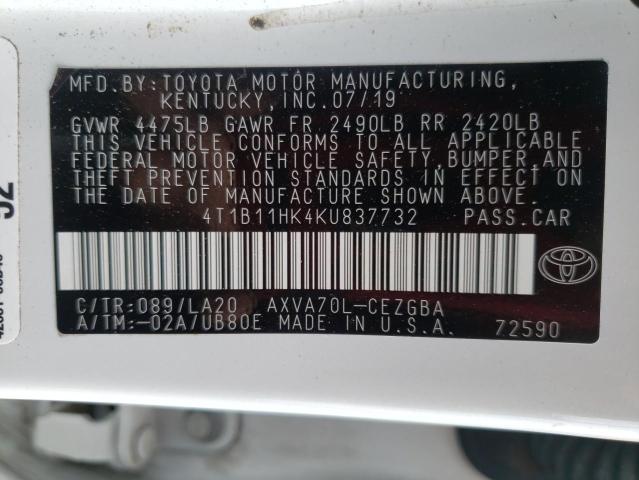 MFD.BY: TOYOTA MOTOR MANUFACTURING,
KENTUCKY, INC. 07/19
GVWR 4475LB GAWR FR 2490LB RR 2420LB
THIS VEHICLE CONFORMS TO ALL APPLICABLE
FEDERAL MOTOR VEHICLE SAFETY, BUMPER, AND
THEFT PREVENTION STANDARDS IN EFFECT ON
THE DATE OF MANUFACTURE SHOWN ABOVE.
4T1B11HK4KU837732 PASS.CAR
C/TR:089/LA20 AXVA70L-CEZGBA
A/TM:-02A/UB80E MADE IN U.S.A. 72590